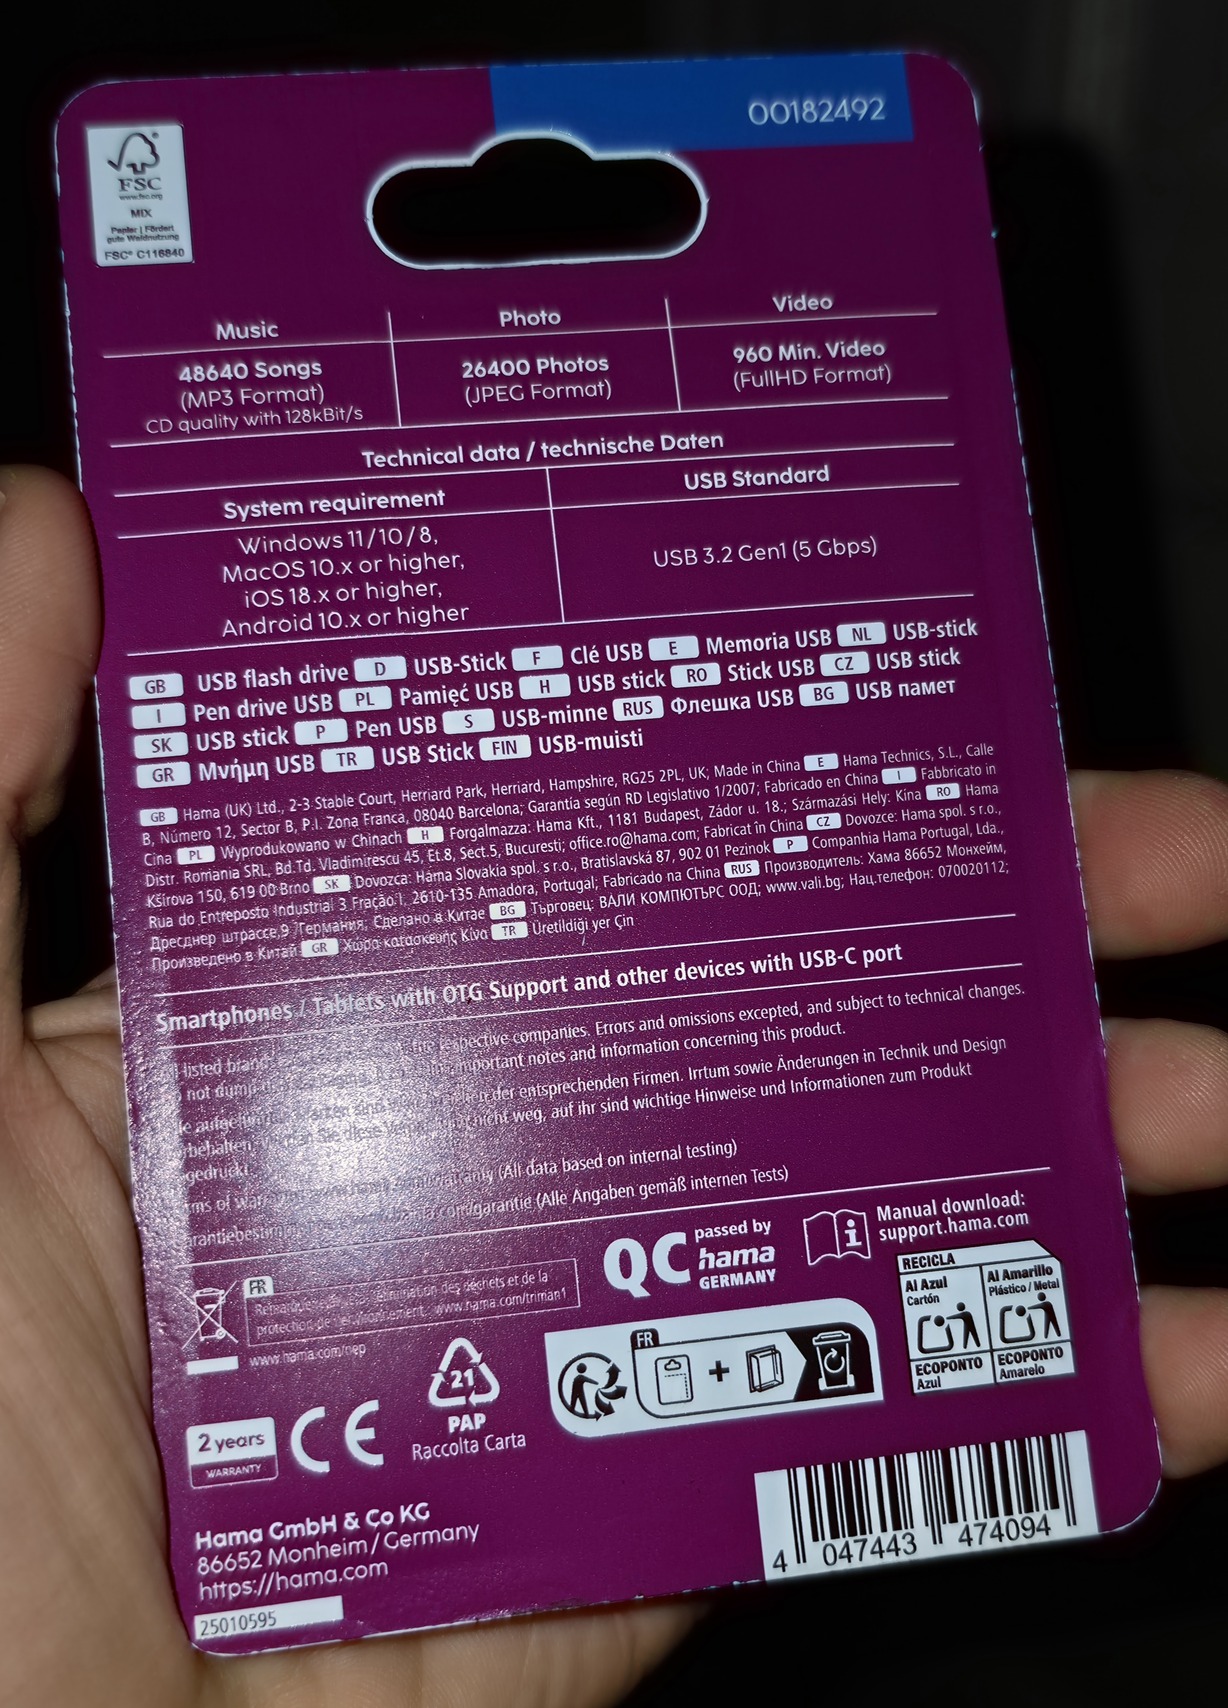 00182492
FSC
www.fsc.org
MIX
Papier | Fördert
gute Waldnutzung
FSC® C116840
Music
Photo
Video
48640 Songs
(MP3 Format)
CD quality with 128kBit/s
26400 Photos
(JPEG Format)
960 Min. Video
(FullHD Format)
Technical data / technische Daten
System requirement
USB Standard
Windows 11/10/8,
MacOS 10.x or higher,
iOS 18.x or higher,
Android 10.x or higher
USB 3.2 Gen1 (5 Gbps)
GB USB flash drive D USB-Stick F Clé USB E Memoria USB NL USB-stick
I Pen drive USB PL Pamięć USB H USB stick RO Stick USB CZ USB stick
SK USB stick P Pen USB S USB-minne RUS Флешка USB BG USB памет
GR Μνήμη USB TR USB Stick FIN USB-muisti
GB Hama (UK) Ltd., 2-3 Stable Court, Herriard Park, Herriard, Hampshire, RG25 2PL, UK; Made in China E Hama Technics, S.L., Calle
B, Número 12, Sector B, P.I. Zona Franca, 08040 Barcelona; Garantía según RD Legislativo 1/2007; Fabricado en China I Fabbricato in
Cina PL Wyprodukowano w Chinach H Forgalmazza: Hama Kft., 1181 Budapest, Zádor u. 18.; Származási Hely: Kína RO Hama
Distr. Romania SRL, Bd.Td. Vladimirescu 45, Et.8, Sect.5, Bucuresti; office.ro@hama.com; Fabricat în China CZ Dovozce: Hama spol. s r.o.,
Kšírova 150, 619 00 Brno SK Dovozca: Hama Slovakia spol. s r.o., Bratislavská 87, 902 01 Pezinok P Companhia Hama Portugal, Lda.,
Rua do Entreposto Industrial 3 Fração I, 2610-135 Amadora, Portugal; Fabricado na China RUS Производитель: Хама 86652 Монхейм,
Дресднер штрассе,9 /Германия; Сделано в Китае BG Търговец: ВАЛИ КОМПЮТЪРС ООД; www.vali.bg; Нац.телефон: 070020112;
Произведено в Китай GR Χώρα κατασκευής Κίνα TR Üretildiği yer Çin
Smartphones / Tablets with OTG Support and other devices with USB-C port
listed respective companies. Errors and omissions excepted, and subject to technical changes.
not dump important notes and information concerning this product.
der entsprechenden Firmen. Irrtum sowie Änderungen in Technik und Design
nicht weg, auf ihr sind wichtige Hinweise und Informationen zum Produkt
(All data based on internal testing)
(Alle Angaben gemäß internen Tests)
QC passed by
hama
GERMANY
Manual download:
support.hama.com
FR
des déchets et de la
www.hama.com/triman1
www.hama.com/nep
RECICLA
Al Azul
Cartón
Al Amarillo
Plástico / Metal
ECOPONTO
Azul
ECOPONTO
Amarelo
FR
+
21
PAP
Raccolta Carta
2 years
WARRANTY
CE
Hama GmbH & Co KG
86652 Monheim/Germany
https://hama.com
25010595
4 047443 474094